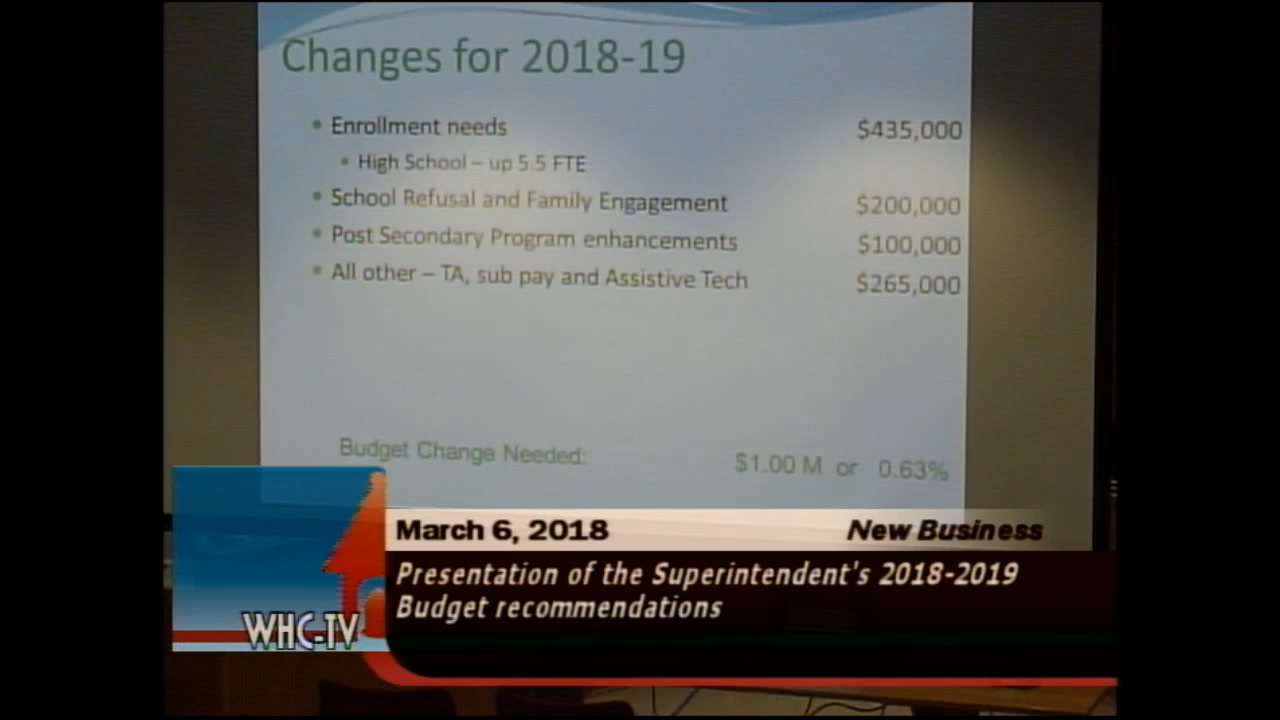 Changes for 2018-19
• Enrollment needs $435,000
• High School – up 5.5 FTE
• School Refusal and Family Engagement $200,000
• Post Secondary Program enhancements $100,000
• All other – TA, sub pay and Assistive Tech $265,000
Budget Change Needed: $1.00 M or 0.63%
March 6, 2018 New Business
Presentation of the Superintendent's 2018-2019
Budget recommendations
WHC-TV